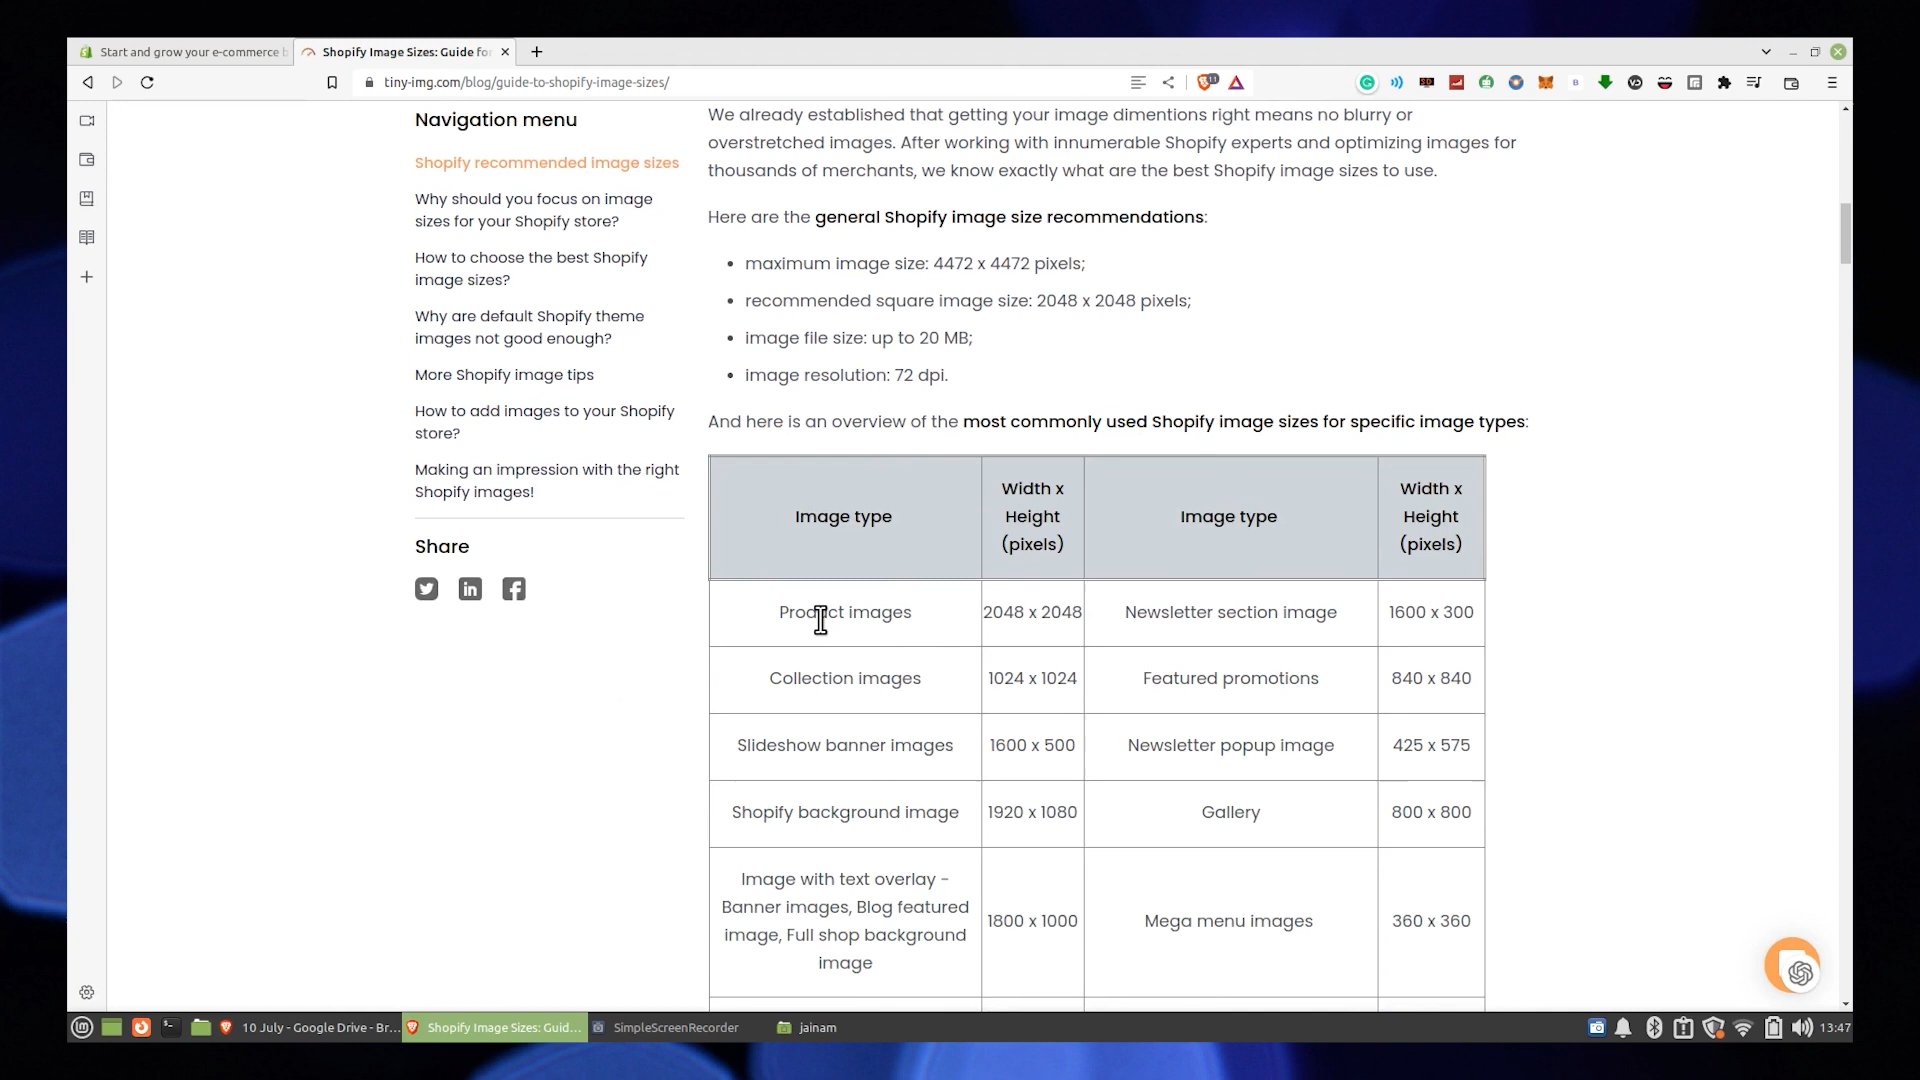 Start and grow your e-commerce b
Shopify Image Sizes: Guide for
tiny-img.com/blog/guide-to-shopify-image-sizes/
Navigation menu
Shopify recommended image sizes
Why should you focus on image
sizes for your Shopify store?
How to choose the best Shopify
image sizes?
Why are default Shopify theme
images not good enough?
More Shopify image tips
How to add images to your Shopify
store?
Making an impression with the right
Shopify images!
Share
We already established that getting your image dimentions right means no blurry or
overstretched images. After working with innumerable Shopify experts and optimizing images for
thousands of merchants, we know exactly what are the best Shopify image sizes to use.
Here are the general Shopify image size recommendations:
• maximum image size: 4472 x 4472 pixels;
• recommended square image size: 2048 x 2048 pixels;
• image file size: up to 20 MB;
• image resolution: 72 dpi.
And here is an overview of the most commonly used Shopify image sizes for specific image types:
Image type
Width x
Height
(pixels)
Image type
Width x
Height
(pixels)
Product images 2048 x 2048 Newsletter section image 1600 x 300
Collection images 1024 x 1024 Featured promotions 840 x 840
Slideshow banner images 1600 x 500 Newsletter popup image 425 x 575
Shopify background image 1920 x 1080 Gallery 800 x 800
Image with text overlay -
Banner images, Blog featured
image, Full shop background
image
1800 x 1000 Mega menu images 360 x 360
10 July - Google Drive - Br...
Shopify Image Sizes: Guid...
SimpleScreenRecorder
jainam
13:47